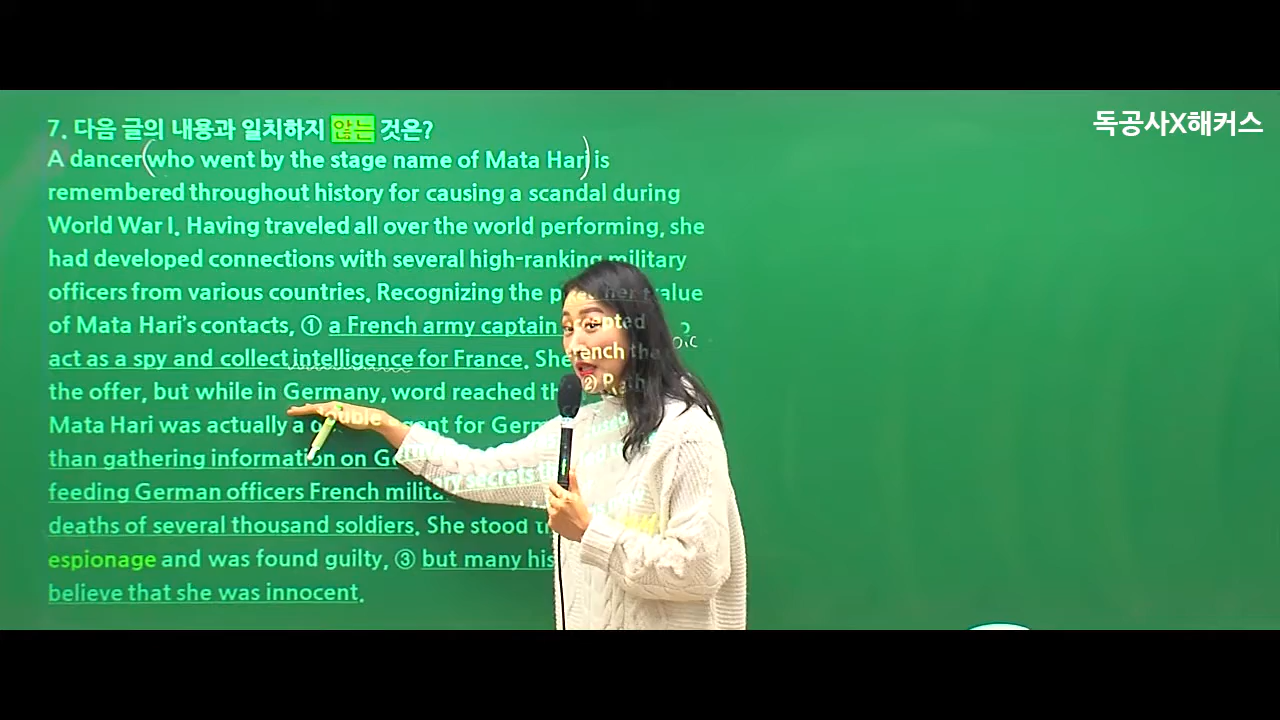 독공사X해커스
7. 다음 글의 내용과 일치하지 않는 것은?
A dancer who went by the stage name of Mata Hari is
remembered throughout history for causing a scandal during
World War I. Having traveled all over the world performing, she
had developed connections with several high-ranking military
officers from various countries. Recognizing the value
of Mata Hari's contacts, ① a French army captain
act as a spy and collect intelligence for France. She
the offer, but while in Germany, word reached
Mata Hari was actually a double agent for
than gathering information on
feeding German officers French secrets
deaths of several thousand soldiers. She stood
espionage and was found guilty, ③ but many
believe that she was innocent.